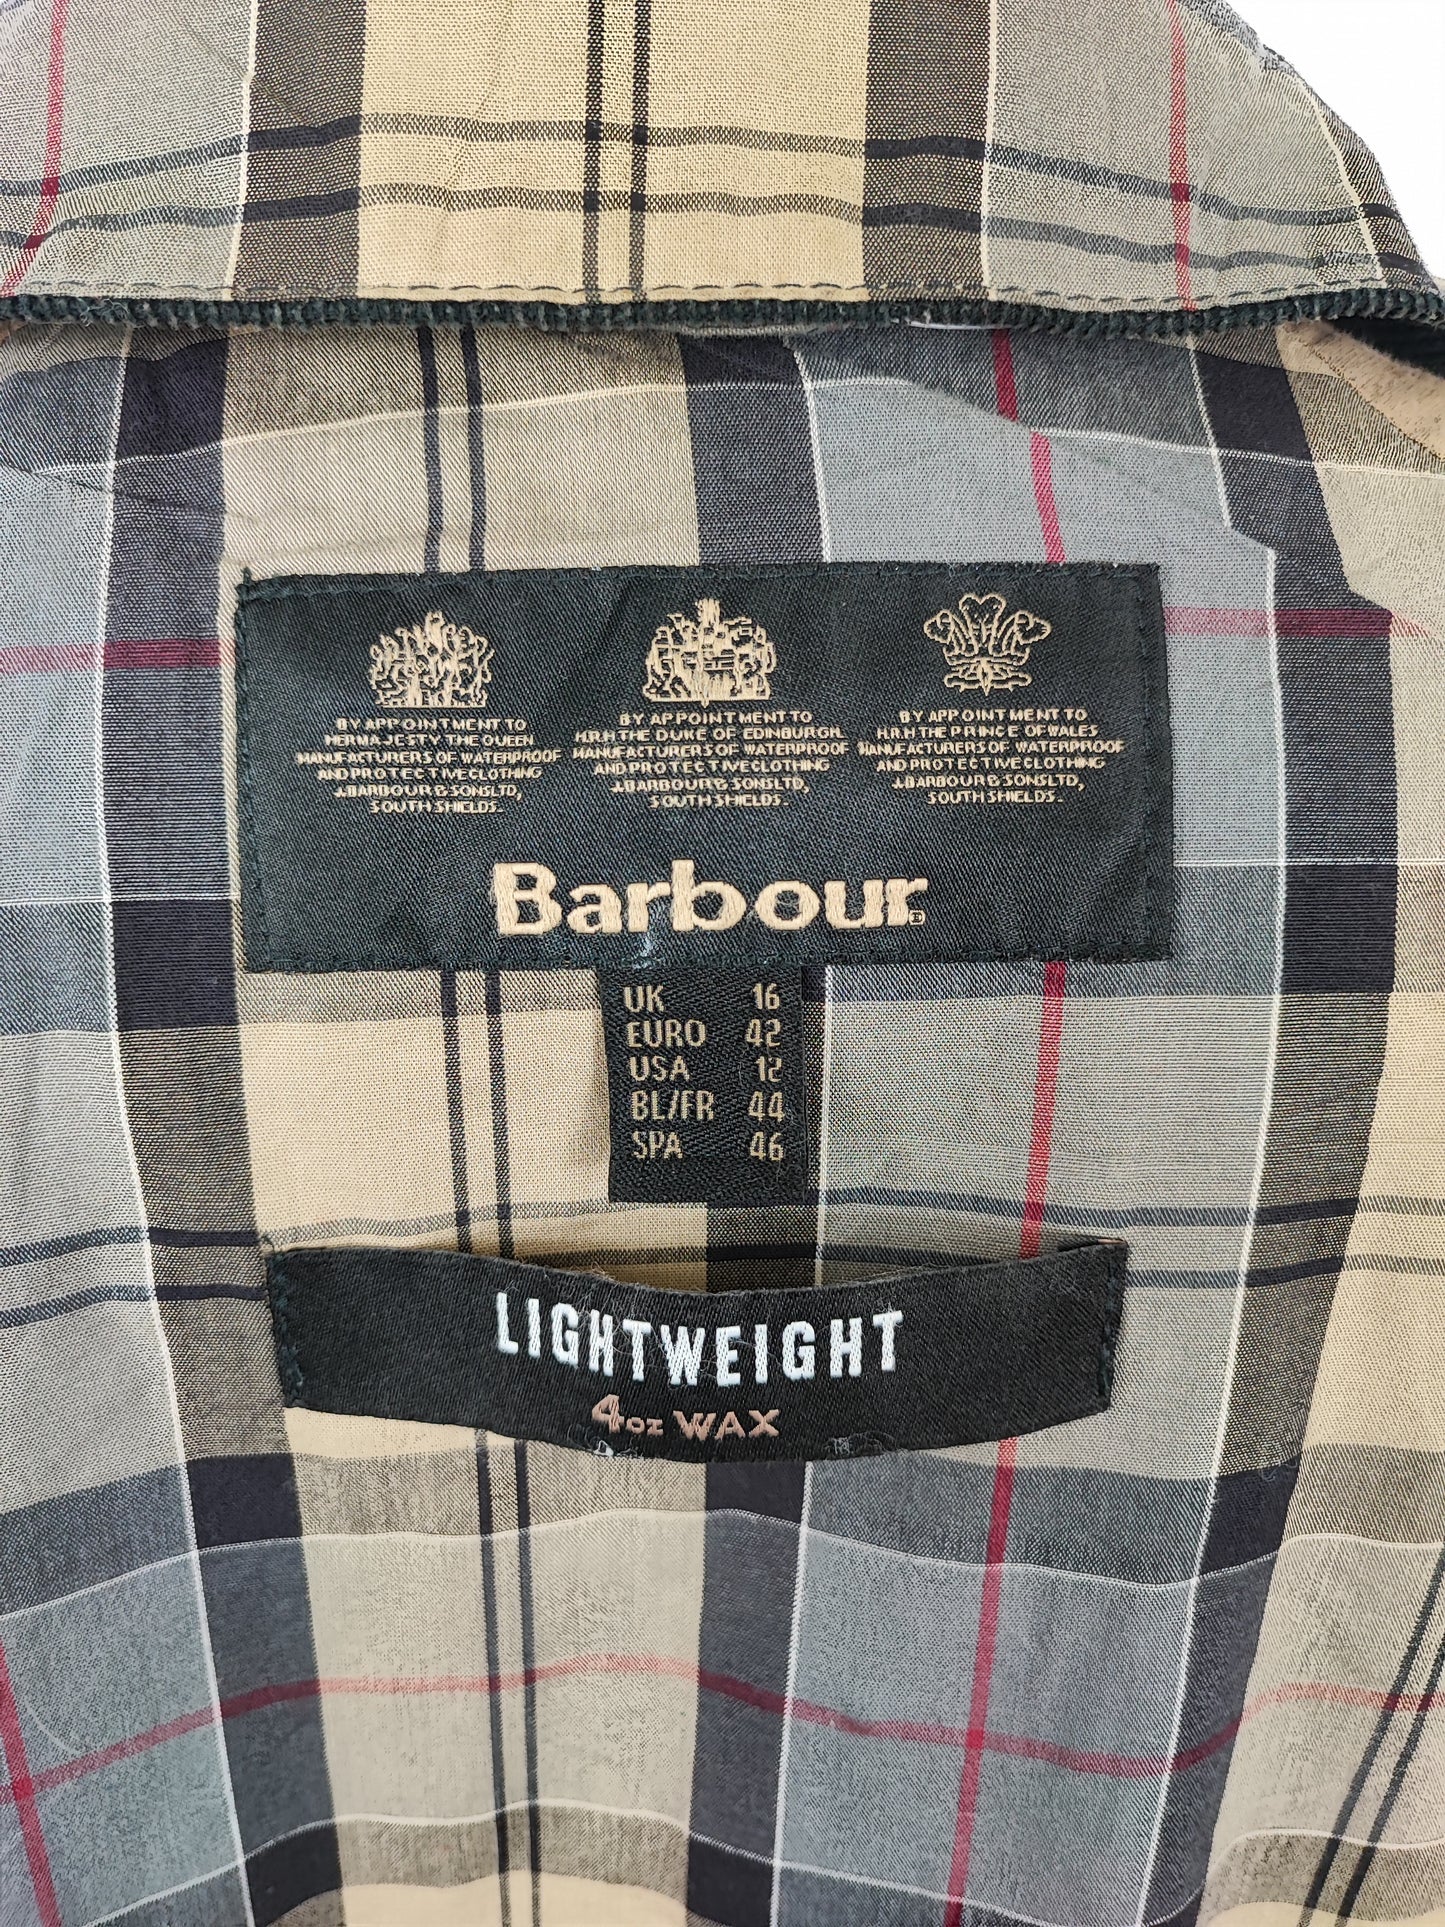 BY APPOINTMENT TO
HER MAJESTY THE QUEEN
MANUFACTURERS OF WATERPROOF
AND PROTECTIVE CLOTHING
J.BARBOUR & SONS LTD,
SOUTH SHIELDS.
BY APPOINTMENT TO
H.R.H THE DUKE OF EDINBURGH
MANUFACTURERS OF WATERPROOF
AND PROTECTIVE CLOTHING
J.BARBOUR & SONS LTD,
SOUTH SHIELDS.
BY APPOINTMENT TO
H.R.H THE PRINCE OF WALES
MANUFACTURERS OF WATERPROOF
AND PROTECTIVE CLOTHING
J.BARBOUR & SONS LTD,
SOUTH SHIELDS.
Barbour®
UK 16
EURO 42
USA 12
BL/FR 44
SPA 46
LIGHTWEIGHT
4oz WAX